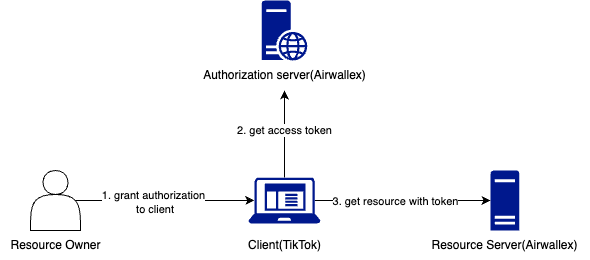 Authorization server(Airwallex)
2. get access token
1. grant authorization
to client
3. get resource with token
Resource Owner
Client(TikTok)
Resource Server(Airwallex)